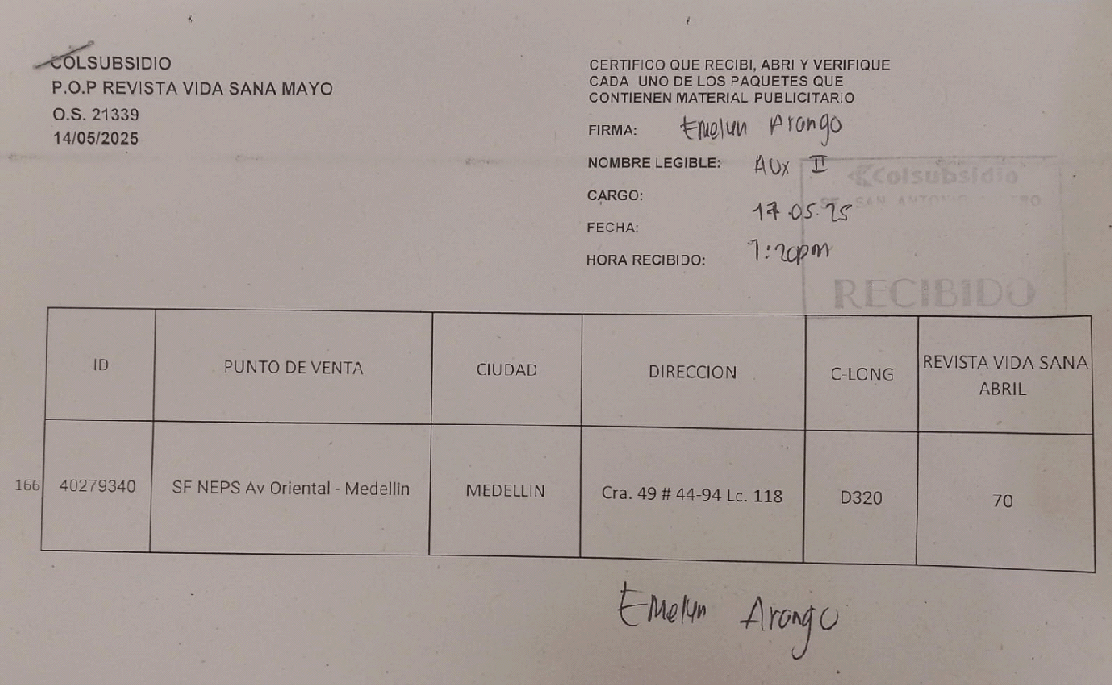 COLSUBSIDIO
P.O.P REVISTA VIDA SANA MAYO
O.S. 21339
14/05/2025
CERTIFICO QUE RECIBI, ABRI Y VERIFIQUE
CADA UNO DE LOS PAQUETES QUE
CONTIENEN MATERIAL PUBLICITARIO
FIRMA: Emelyn Arango
NOMBRE LEGIBLE: Aux II
CARGO:
FECHA: 17.05.25
HORA RECIBIDO: :20pm
Colsubsidio
SAN ANTONIO
RECIBIDO
ID PUNTO DE VENTA CIUDAD DIRECCION C-LONG REVISTA VIDA SANA
ABRIL
166 40279340 SF NEPS Av Oriental - Medellin MEDELLIN Cra. 49 # 44-94 Lc. 118 D320 70
Emelyn Arango